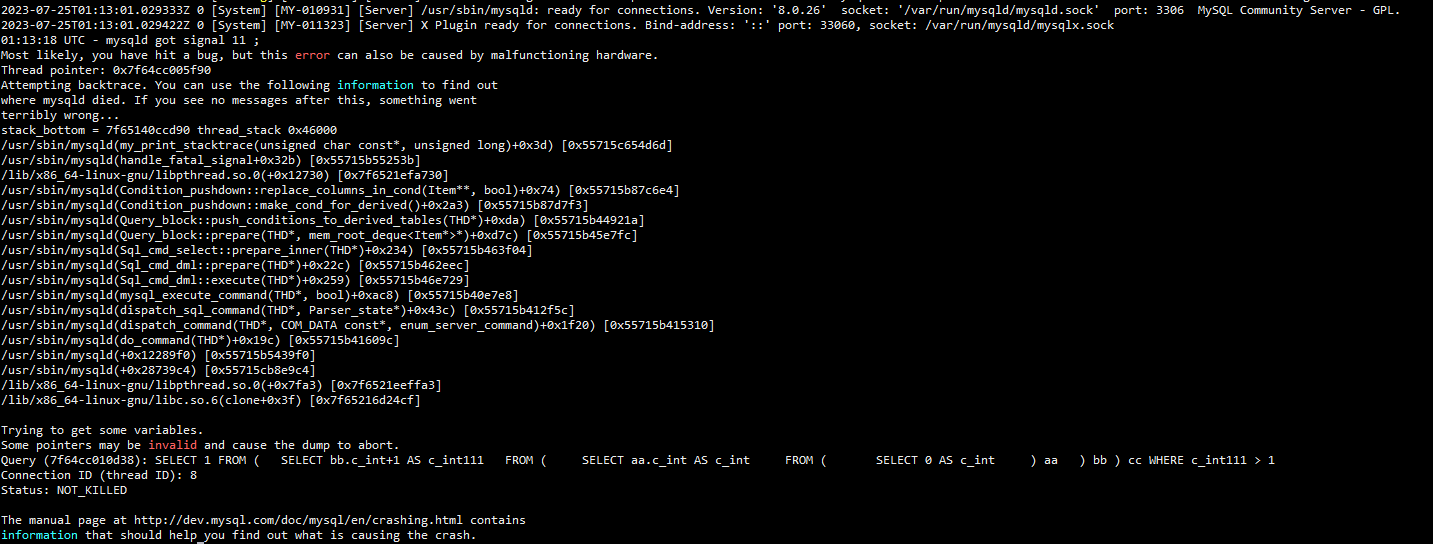 2023-07-25T01:13:01.029333Z 0 [System] [MY-010931] [Server] /usr/sbin/mysqld: ready for connections. Version: '8.0.26'  socket: '/var/run/mysqld/mysqld.sock'  port: 3306  MySQL Community Server - GPL.
2023-07-25T01:13:01.029422Z 0 [System] [MY-011323] [Server] X Plugin ready for connections. Bind-address: '::' port: 33060, socket: /var/run/mysqld/mysqlx.sock
01:13:18 UTC - mysqld got signal 11 ;
Most likely, you have hit a bug, but this error can also be caused by malfunctioning hardware.
Thread pointer: 0x7f64cc005f90
Attempting backtrace. You can use the following information to find out
where mysqld died. If you see no messages after this, something went
terribly wrong...
stack_bottom = 7f65140ccd90 thread_stack 0x46000
/usr/sbin/mysqld(my_print_stacktrace(unsigned char const*, unsigned long)+0x3d) [0x55715c654d6d]
/usr/sbin/mysqld(handle_fatal_signal+0x32b) [0x55715b55253b]
/lib/x86_64-linux-gnu/libpthread.so.0(+0x12730) [0x7f6521efa730]
/usr/sbin/mysqld(Condition_pushdown::replace_columns_in_cond(Item**, bool)+0x74) [0x55715b87c6e4]
/usr/sbin/mysqld(Condition_pushdown::make_cond_for_derived()+0x2a3) [0x55715b87d7f3]
/usr/sbin/mysqld(Query_block::push_conditions_to_derived_tables(THD*)+0xda) [0x55715b44921a]
/usr/sbin/mysqld(Query_block::prepare(THD*, mem_root_deque<Item*>*)+0xd7c) [0x55715b45e7fc]
/usr/sbin/mysqld(Sql_cmd_select::prepare_inner(THD*)+0x234) [0x55715b463f04]
/usr/sbin/mysqld(Sql_cmd_dml::prepare(THD*)+0x22c) [0x55715b462eec]
/usr/sbin/mysqld(Sql_cmd_dml::execute(THD*)+0x259) [0x55715b46e729]
/usr/sbin/mysqld(mysql_execute_command(THD*, bool)+0xac8) [0x55715b40e7e8]
/usr/sbin/mysqld(dispatch_sql_command(THD*, Parser_state*)+0x43c) [0x55715b412f5c]
/usr/sbin/mysqld(dispatch_command(THD*, COM_DATA const*, enum_server_command)+0x1f20) [0x55715b415310]
/usr/sbin/mysqld(do_command(THD*)+0x19c) [0x55715b41609c]
/usr/sbin/mysqld(+0x12289f0) [0x55715b5439f0]
/usr/sbin/mysqld(+0x28739c4) [0x55715cb8e9c4]
/lib/x86_64-linux-gnu/libpthread.so.0(+0x7fa3) [0x7f6521eeffa3]
/lib/x86_64-linux-gnu/libc.so.6(clone+0x3f) [0x7f65216d24cf]
Trying to get some variables.
Some pointers may be invalid and cause the dump to abort.
Query (7f64cc010d38): SELECT 1 FROM (   SELECT bb.c_int+1 AS c_int111   FROM (     SELECT aa.c_int AS c_int     FROM (       SELECT 0 AS c_int     ) aa   ) bb ) cc WHERE c_int111 > 1
Connection ID (thread ID): 8
Status: NOT_KILLED
The manual page at http://dev.mysql.com/doc/mysql/en/crashing.html contains
information that should help you find out what is causing the crash.